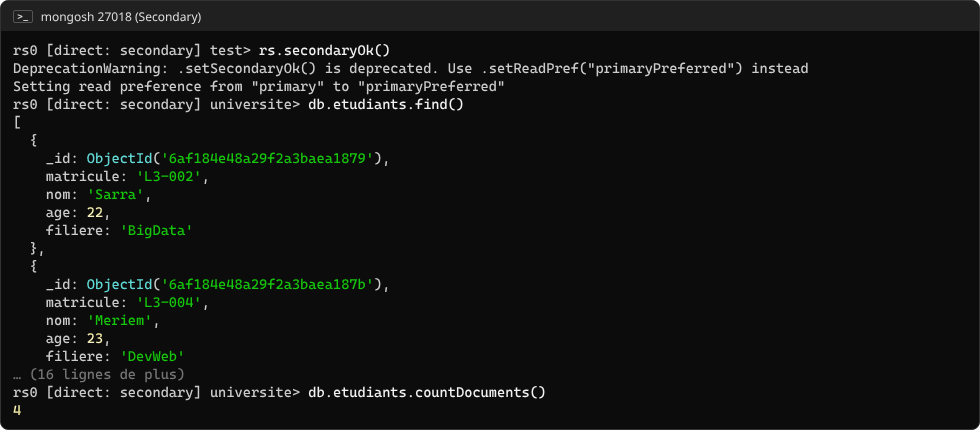 >_ mongosh 27018 (Secondary)
rs0 [direct: secondary] test> rs.secondaryOk()
DeprecationWarning: .setSecondaryOk() is deprecated. Use .setReadPref("primaryPreferred") instead
Setting read preference from "primary" to "primaryPreferred"
rs0 [direct: secondary] universite> db.etudiants.find()
[
  {
    _id: ObjectId('6af184e48a29f2a3baea1879'),
    matricule: 'L3-002',
    nom: 'Sarra',
    age: 22,
    filiere: 'BigData'
  },
  {
    _id: ObjectId('6af184e48a29f2a3baea187b'),
    matricule: 'L3-004',
    nom: 'Meriem',
    age: 23,
    filiere: 'DevWeb'
… (16 lignes de plus)
rs0 [direct: secondary] universite> db.etudiants.countDocuments()
4